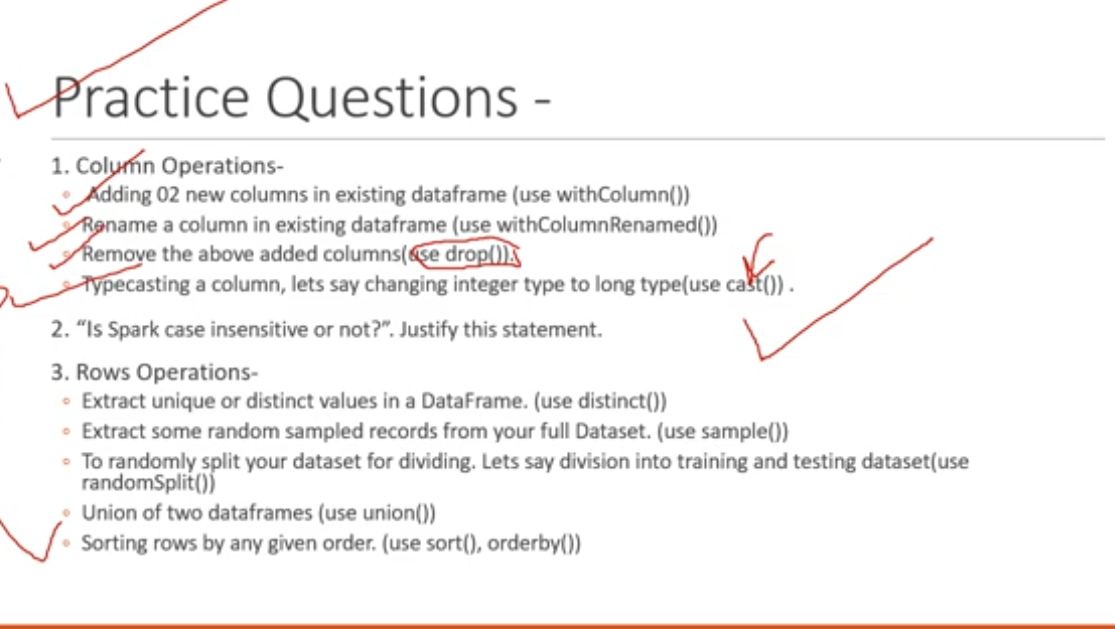 Practice Questions -
1. Column Operations-
Adding 02 new columns in existing dataframe (use withColumn())
Rename a column in existing dataframe (use withColumnRenamed())
Remove the above added columns(use drop()).
Typecasting a column, lets say changing integer type to long type(use cast()) .
2. “Is Spark case insensitive or not?”. Justify this statement.
3. Rows Operations-
Extract unique or distinct values in a DataFrame. (use distinct())
Extract some random sampled records from your full Dataset. (use sample())
To randomly split your dataset for dividing. Lets say division into training and testing dataset(use
randomSplit())
Union of two dataframes (use union())
Sorting rows by any given order. (use sort(), orderby())